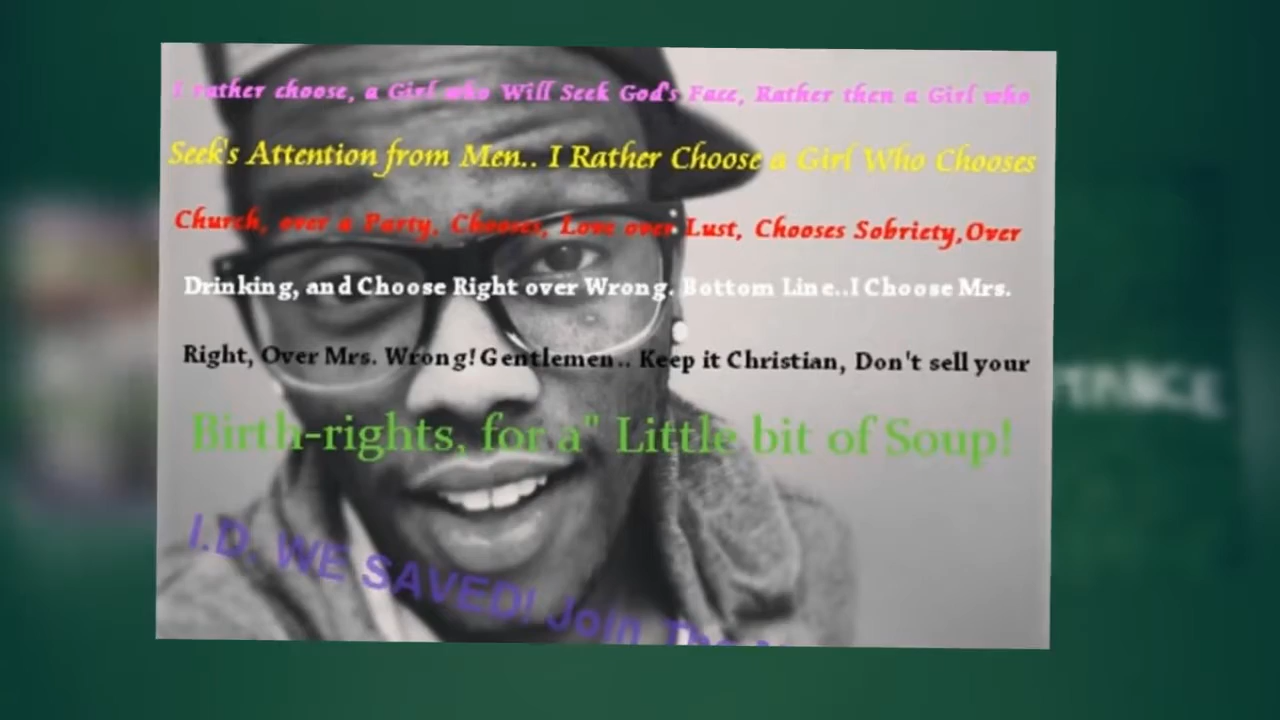 I rather choose, a Girl who Will Seek God's Face, Rather then a Girl who
Seek's Attention from Men.. I Rather Choose a Girl Who Chooses
Church, over a Party, Chooses, Love over Lust, Chooses Sobriety,Over
Drinking, and Choose Right over Wrong. Bottom Line..I Choose Mrs.
Right, Over Mrs. Wrong! Gentlemen.. Keep it Christian, Don't sell your
Birth-rights, for a" Little bit of Soup!
I.D. WE SAVED! Join The